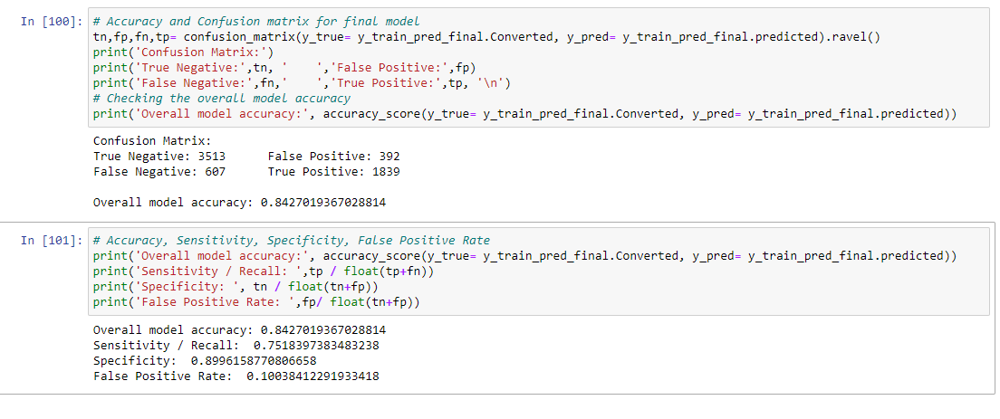 In [100]: # Accuracy and Confusion matrix for final model
tn,fp,fn,tp= confusion_matrix(y_true= y_train_pred_final.Converted, y_pred= y_train_pred_final.predicted).ravel()
print('Confusion Matrix:')
print('True Negative:',tn, '    ','False Positive:',fp)
print('False Negative:',fn,'    ','True Positive:',tp, '\n')
# Checking the overall model accuracy
print('Overall model accuracy:', accuracy_score(y_true= y_train_pred_final.Converted, y_pred= y_train_pred_final.predicted))
Confusion Matrix:
True Negative: 3513      False Positive: 392
False Negative: 607      True Positive: 1839
Overall model accuracy: 0.8427019367028814
In [101]: # Accuracy, Sensitivity, Specificity, False Positive Rate
print('Overall model accuracy:', accuracy_score(y_true= y_train_pred_final.Converted, y_pred= y_train_pred_final.predicted))
print('Sensitivity / Recall: ',tp / float(tp+fn))
print('Specificity: ', tn / float(tn+fp))
print('False Positive Rate: ',fp/ float(tn+fp))
Overall model accuracy: 0.8427019367028814
Sensitivity / Recall:  0.7518397383483238
Specificity:  0.8996158770806658
False Positive Rate:  0.10038412291933418